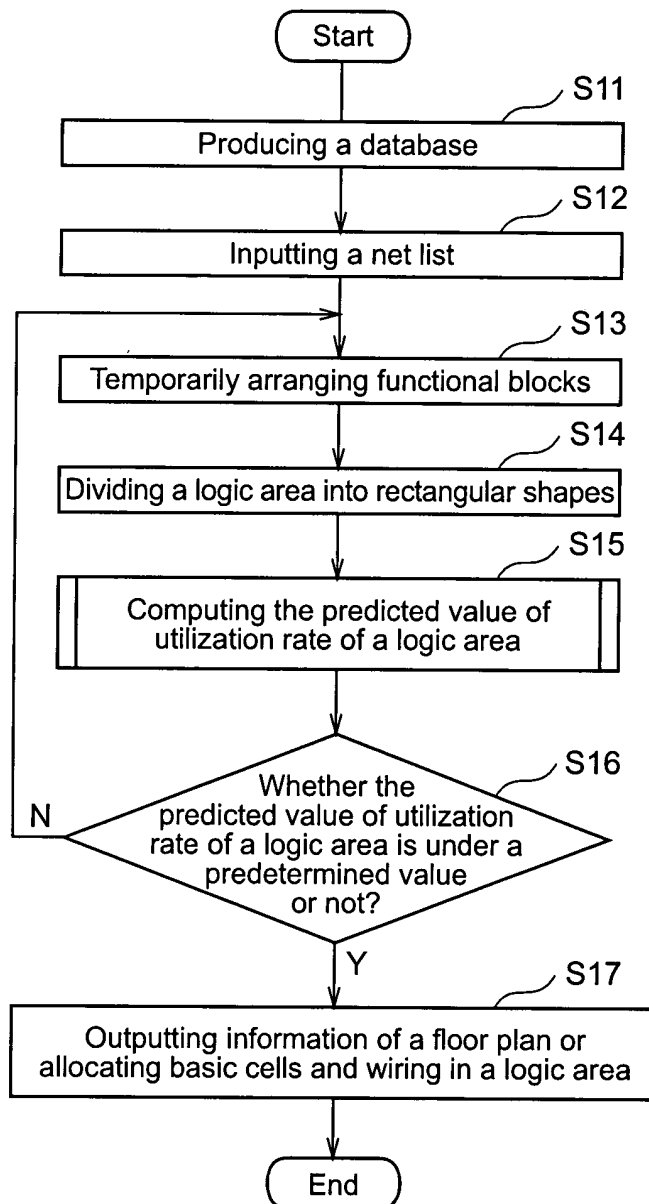 Start
S11
Producing a database
S12
Inputting a net list
S13
Temporarily arranging functional blocks
S14
Dividing a logic area into rectangular shapes
S15
Computing the predicted value of
utilization rate of a logic area
S16
Whether the
predicted value of utilization
rate of a logic area is under a
predetermined value
or not?
N
Y
S17
Outputting information of a floor plan or
allocating basic cells and wiring in a logic area
End